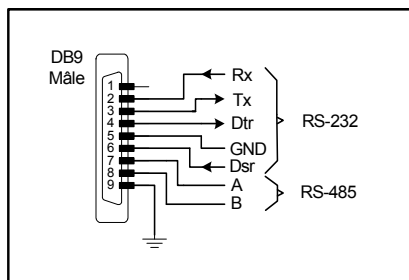 DB9
Mâle
1
2
3
4
5
6
7
8
9
Rx
Tx
Dtr
GND
Dsr
A
B
RS-232
RS-485